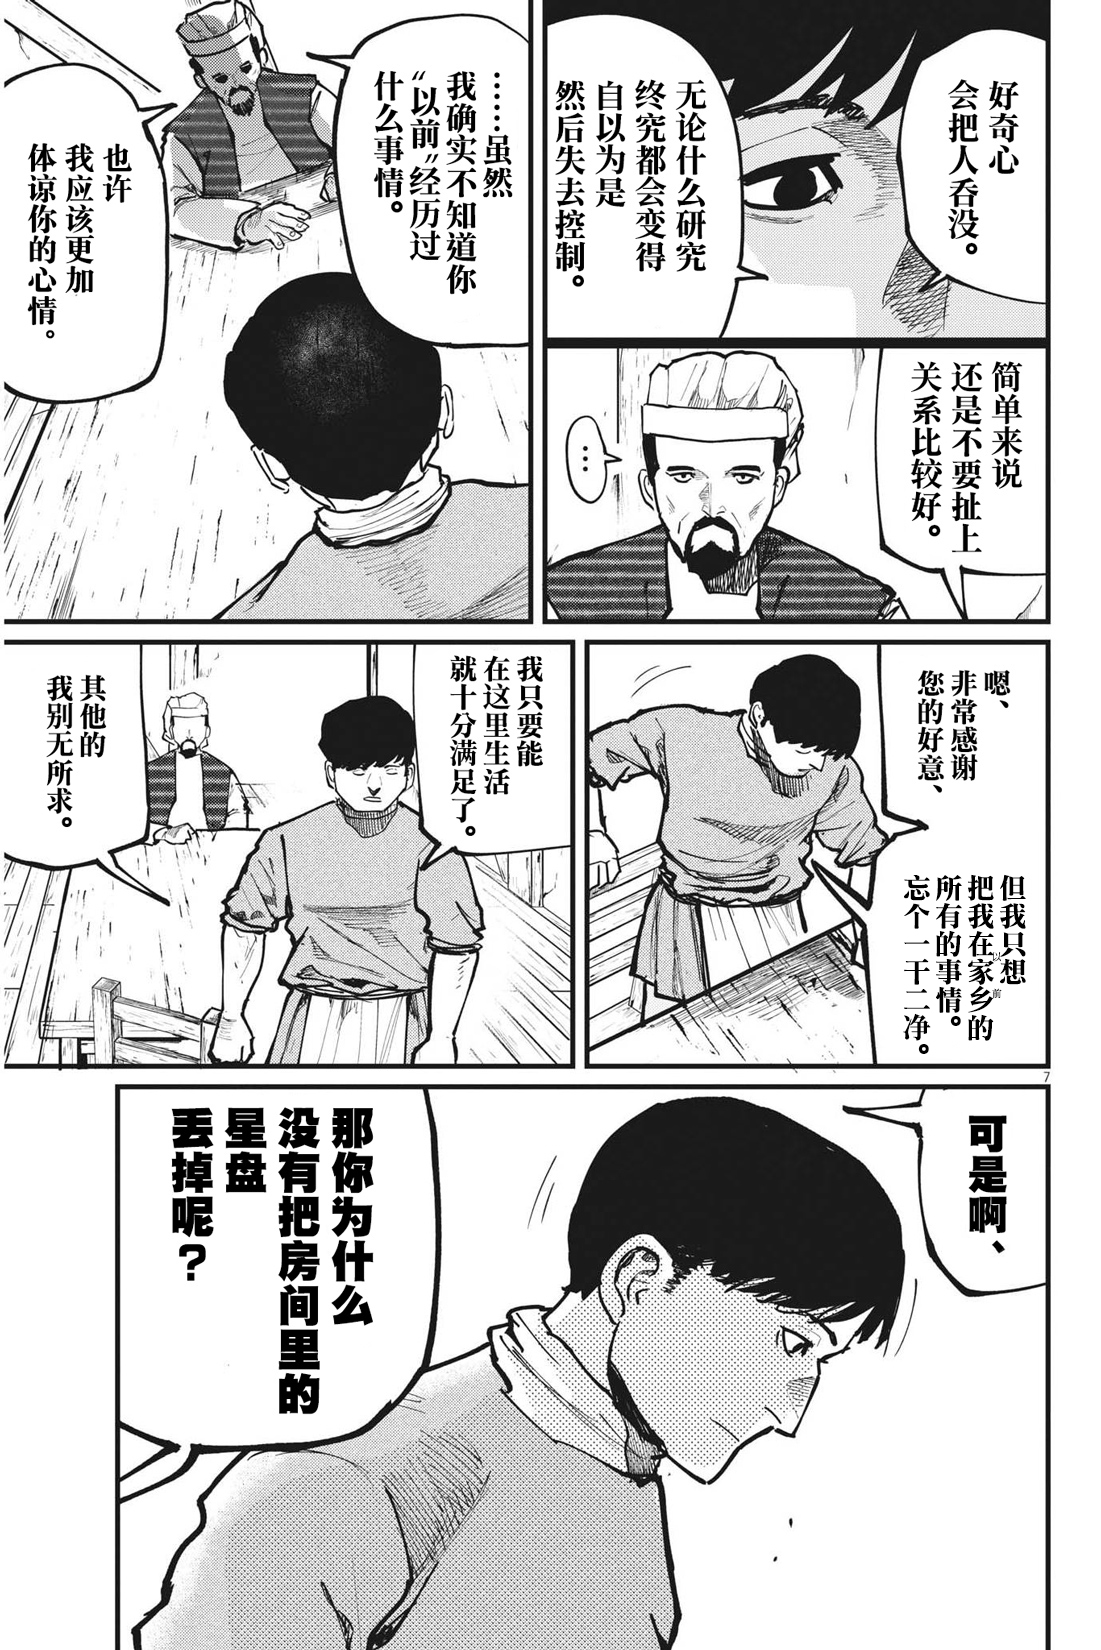 好奇心
会把人吞没。
无论什么研究
终究都会变得
自以为是
然后失去控制。
简单来说
还是不要扯上
关系比较好。
…
……虽然
我确实不知道你
“以前”经历过
什么事情。
也许
我应该更加
体谅你的心情。
嗯、
非常感谢
您的好意、
但我只想
把我在家乡的
以前
所有的事情。
忘个一干二净。
我只要能
在这里生活
就十分满足了。
其他的
我别无所求。
7
可是啊、
那你为什么
没有把房间里的
星盘
丢掉呢？